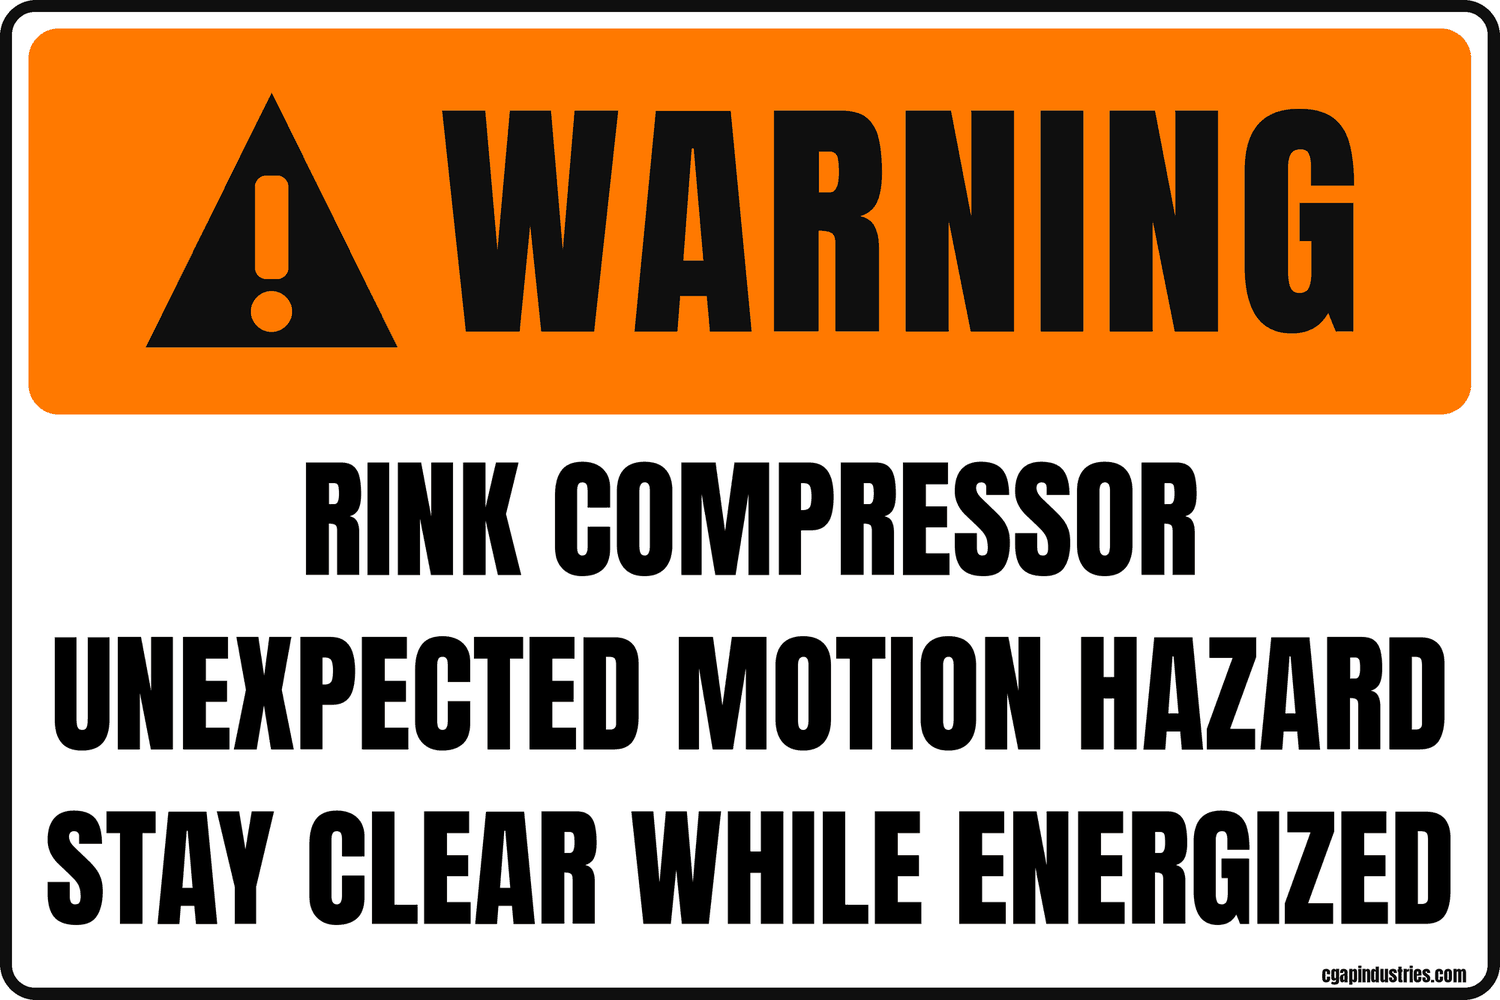 WARNING
RINK COMPRESSOR
UNEXPECTED MOTION HAZARD
STAY CLEAR WHILE ENERGIZED
cgapindustries.com